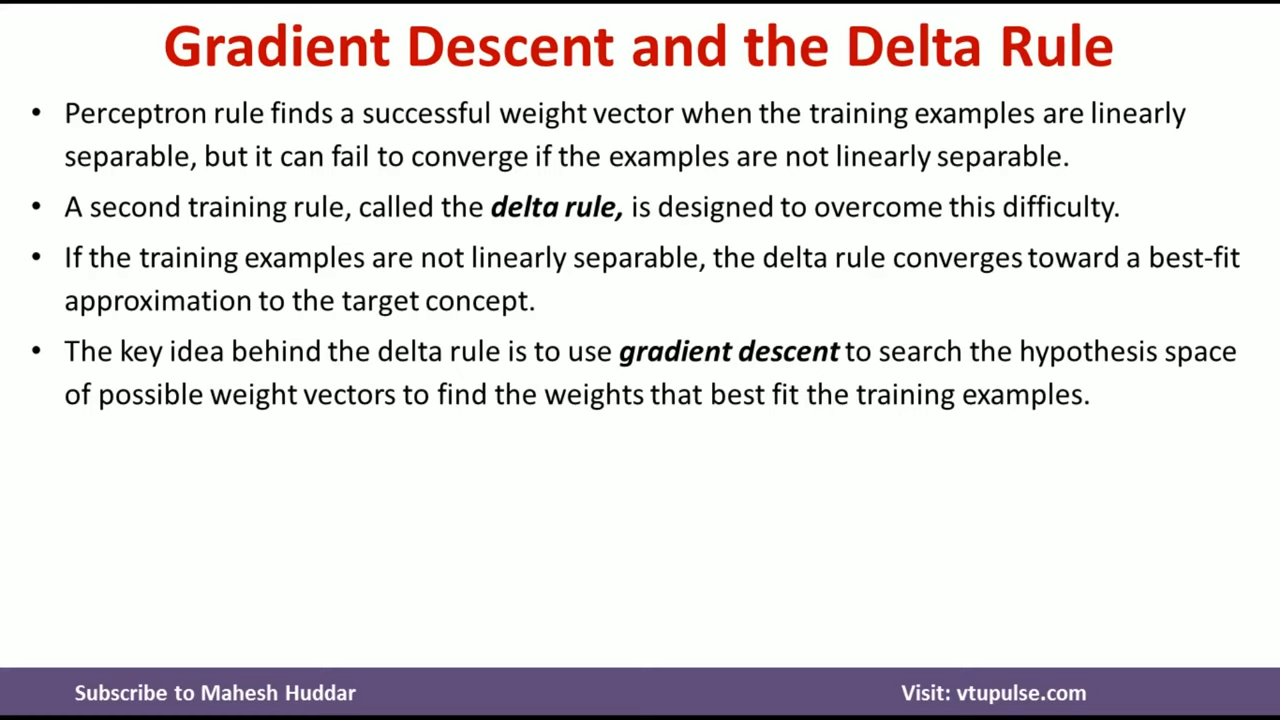 Gradient Descent and the Delta Rule
• Perceptron rule finds a successful weight vector when the training examples are linearly
separable, but it can fail to converge if the examples are not linearly separable.
• A second training rule, called the delta rule, is designed to overcome this difficulty.
• If the training examples are not linearly separable, the delta rule converges toward a best-fit
approximation to the target concept.
• The key idea behind the delta rule is to use gradient descent to search the hypothesis space
of possible weight vectors to find the weights that best fit the training examples.
Subscribe to Mahesh Huddar
Visit: vtupulse.com